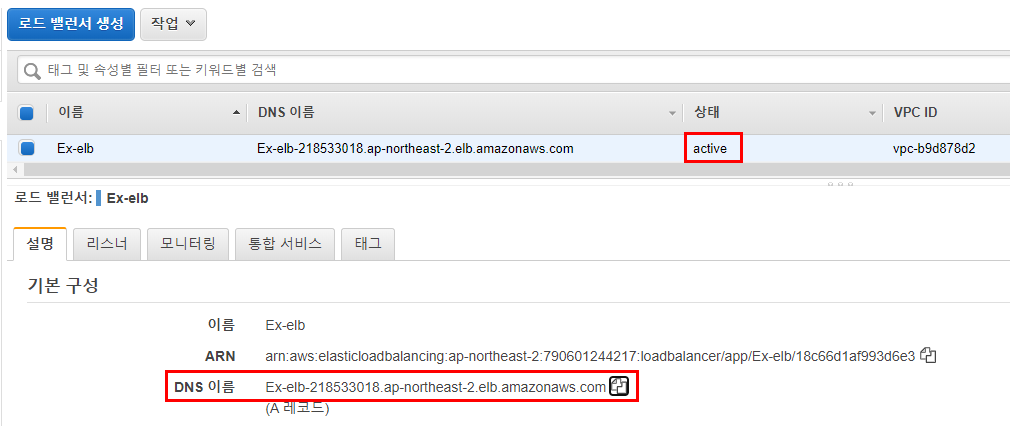 로드 밸런서 생성 작업
태그 및 속성별 필터 또는 키워드별 검색
이름 DNS 이름 상태 VPC ID
Ex-elb Ex-elb-218533018.ap-northeast-2.elb.amazonaws.com active vpc-b9d878d2
로드 밸런서: Ex-elb
설명 리스너 모니터링 통합 서비스 태그
기본 구성
이름 Ex-elb
ARN arn:aws:elasticloadbalancing:ap-northeast-2:790601244217:loadbalancer/app/Ex-elb/18c66d1af993d6e3
DNS 이름 Ex-elb-218533018.ap-northeast-2.elb.amazonaws.com
(A 레코드)